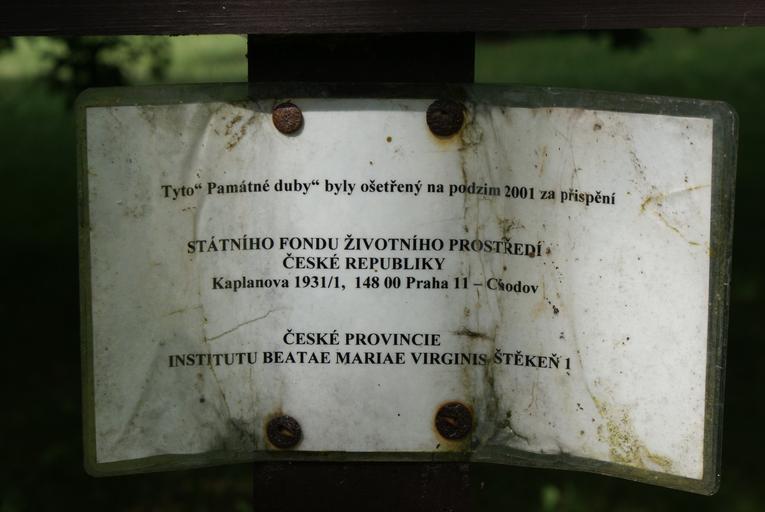 Tyto“ Památné duby“ byly ošetřený na podzim 2001 za přispění
STÁTNÍHO FONDU ŽIVOTNÍHO PROSTŘEDÍ
ČESKÉ REPUBLIKY
Kaplanova 1931/1, 148 00 Praha 11 – Chodov
ČESKÉ PROVINCIE
INSTITUTU BEATAE MARIAE VIRGINIS ŠTĚKEŇ 1